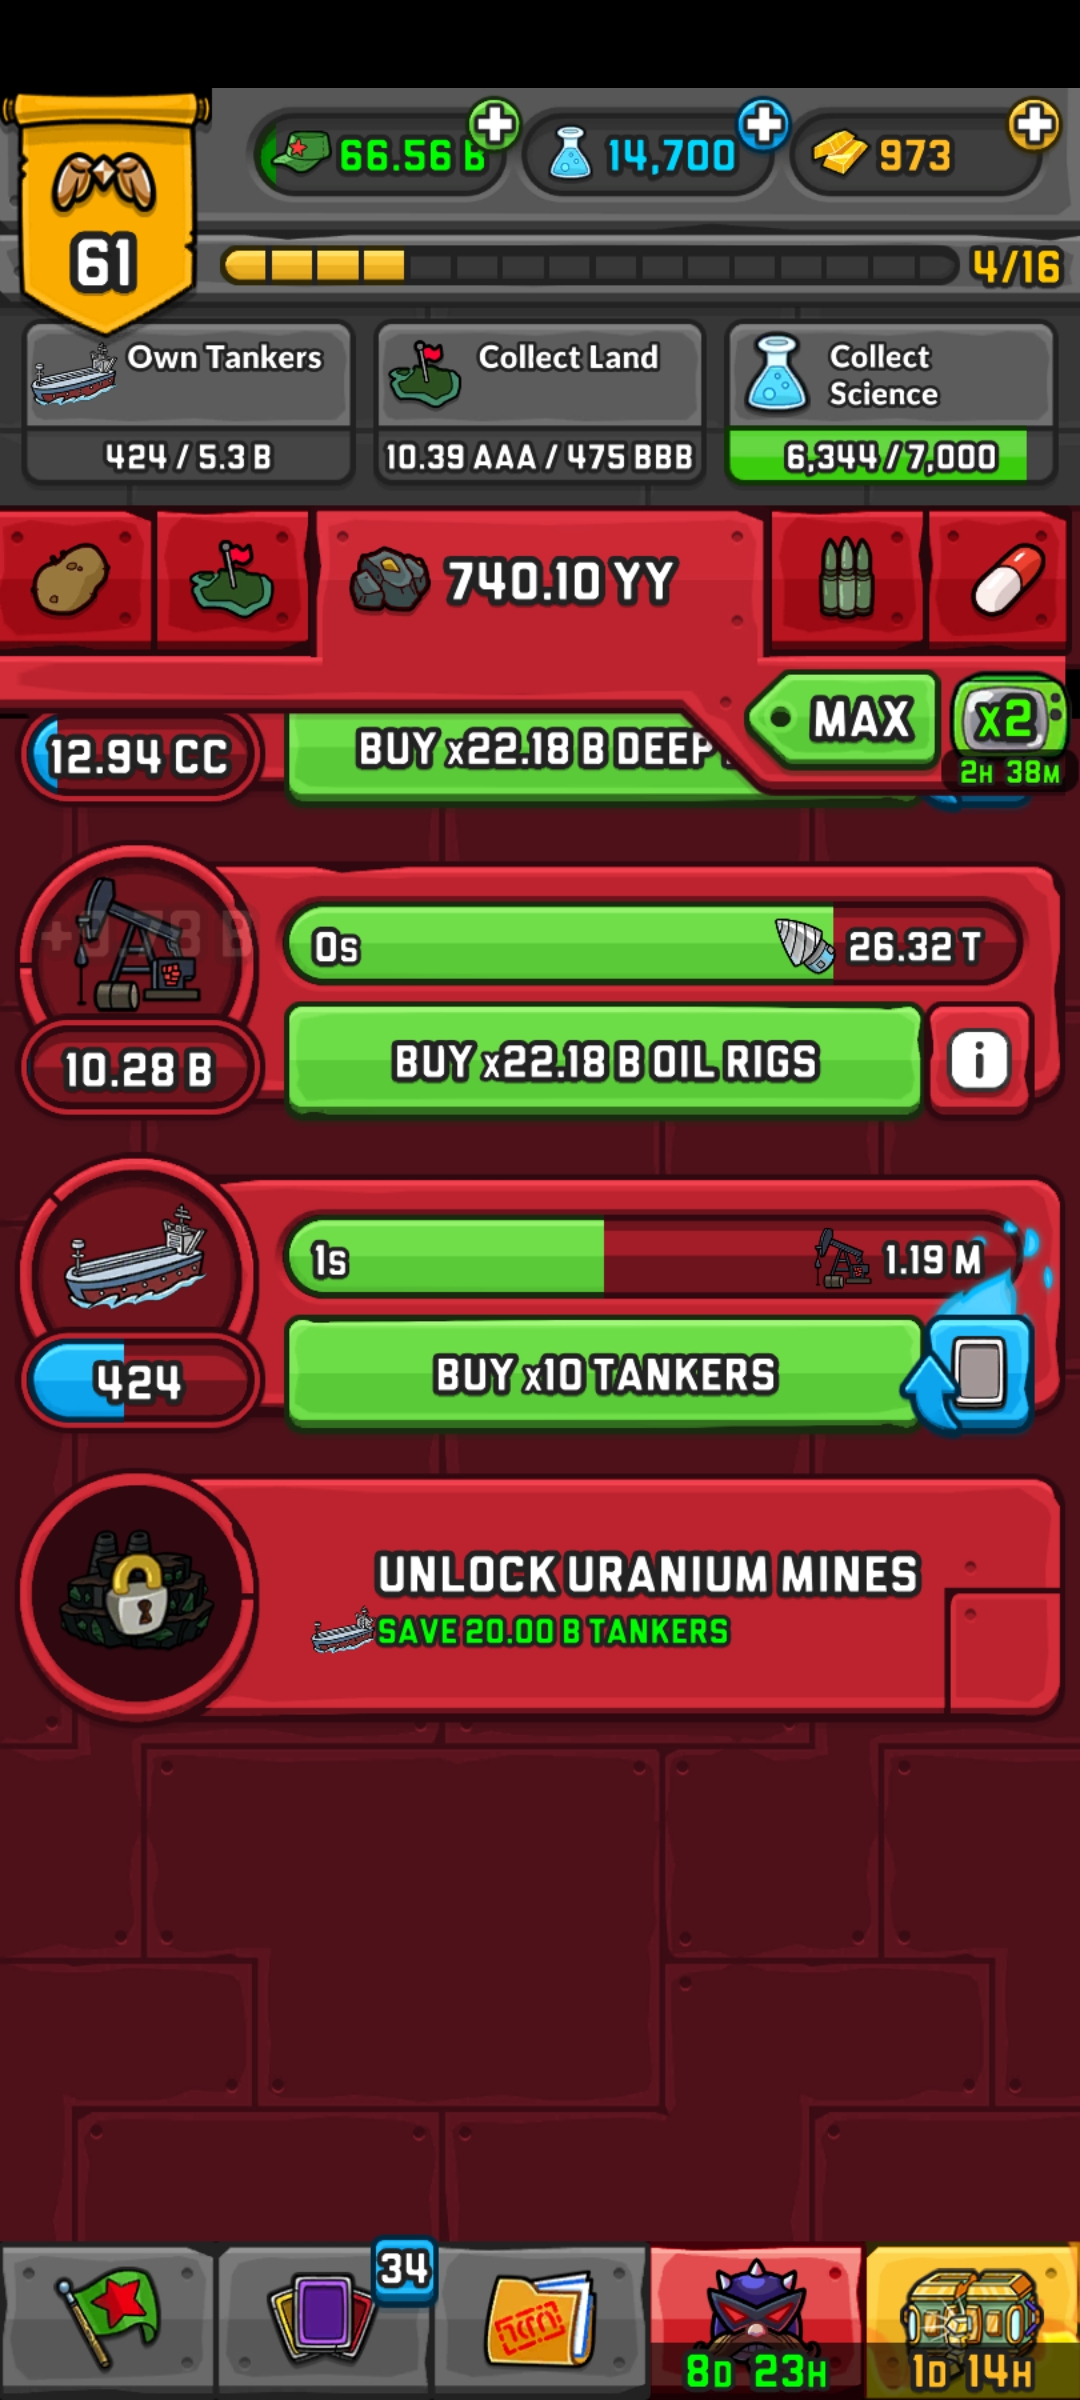 66.56 B
14,700
973
61
4/16
Own Tankers
424 / 5.3 B
Collect Land
10.39 AAA / 475 BBB
Collect
Science
6,344 / 7,000
740.10 YY
MAX
x2
2H 38M
12.94 CC
BUY x22.18 B DEEP
0s
26.32 T
10.28 B
BUY x22.18 B OIL RIGS
i
1s
1.19 M
424
BUY x10 TANKERS
UNLOCK URANIUM MINES
SAVE 20.00 B TANKERS
34
8D 23H
1D 14H